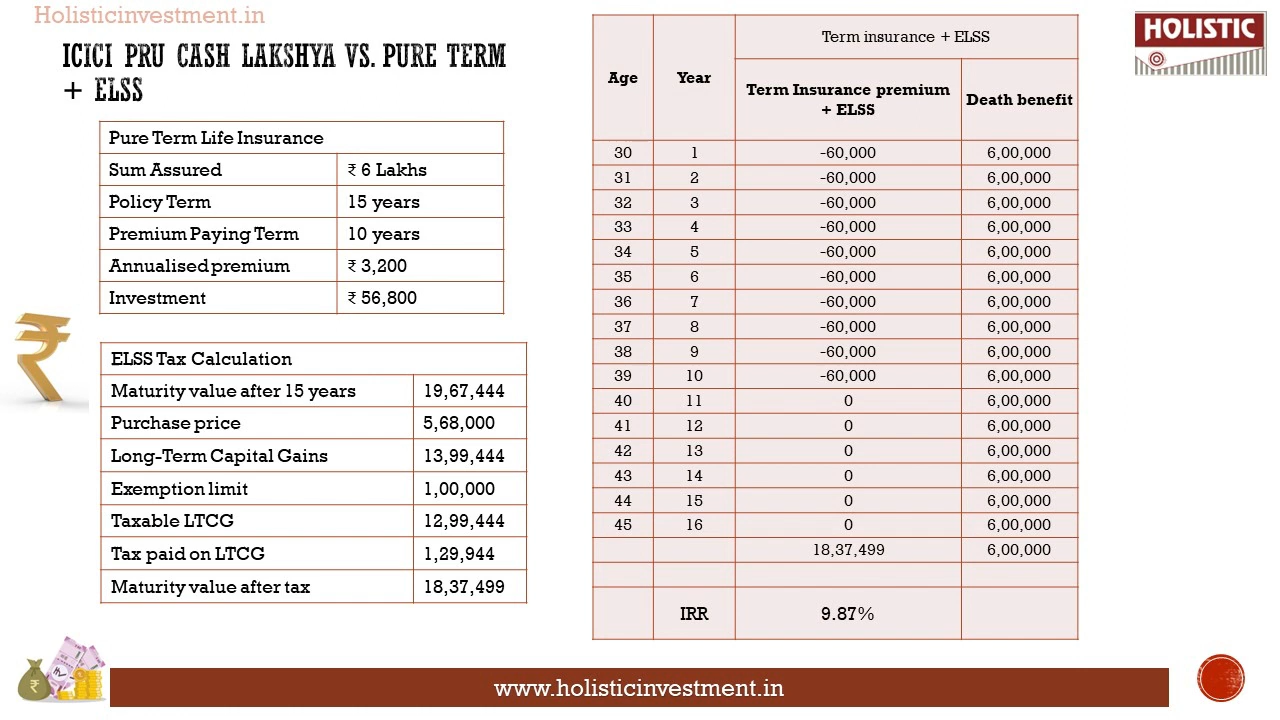 Holisticinvestment.in
ICICI PRU CASH LAKSHYA VS. PURE TERM
+ ELSS
Pure Term Life Insurance
Sum Assured ₹ 6 Lakhs
Policy Term 15 years
Premium Paying Term 10 years
Annualised premium ₹ 3,200
Investment ₹ 56,800
ELSS Tax Calculation
Maturity value after 15 years 19,67,444
Purchase price 5,68,000
Long-Term Capital Gains 13,99,444
Exemption limit 1,00,000
Taxable LTCG 12,99,444
Tax paid on LTCG 1,29,944
Maturity value after tax 18,37,499
Term insurance + ELSS
Age Year Term Insurance premium
+ ELSS Death benefit
30 1 -60,000 6,00,000
31 2 -60,000 6,00,000
32 3 -60,000 6,00,000
33 4 -60,000 6,00,000
34 5 -60,000 6,00,000
35 6 -60,000 6,00,000
36 7 -60,000 6,00,000
37 8 -60,000 6,00,000
38 9 -60,000 6,00,000
39 10 -60,000 6,00,000
40 11 0 6,00,000
41 12 0 6,00,000
42 13 0 6,00,000
43 14 0 6,00,000
44 15 0 6,00,000
45 16 0 6,00,000
18,37,499 6,00,000
IRR 9.87%
HOLISTIC
www.holisticinvestment.in